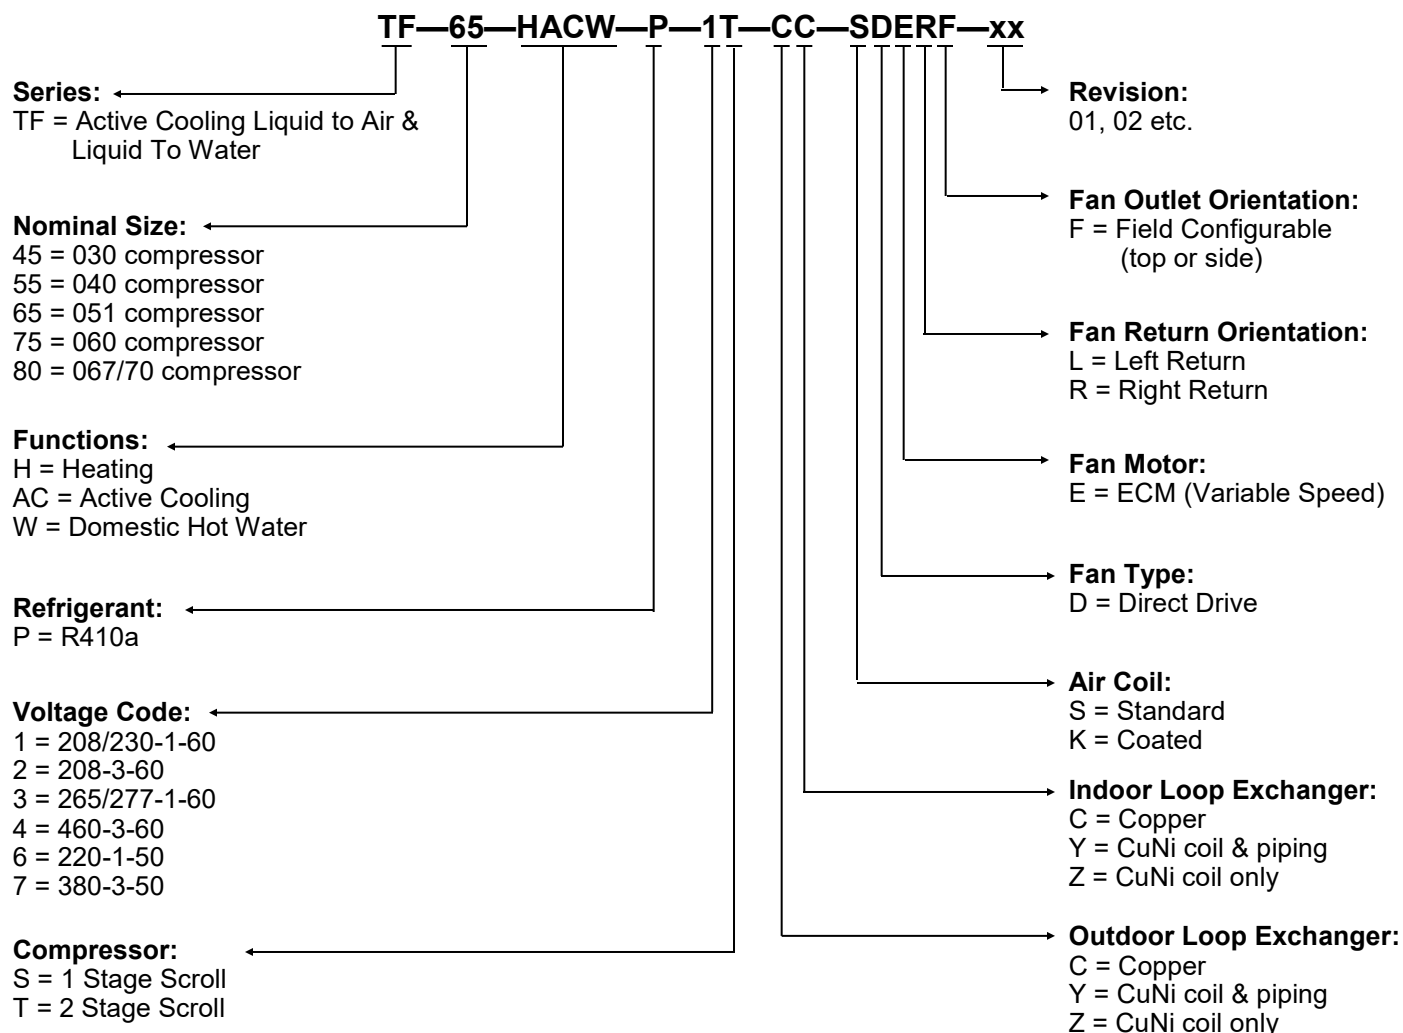 TF—65—HACW—P—1T—CC—SDERF—xx
Series:
TF = Active Cooling Liquid to Air &
Liquid To Water
Nominal Size:
45 = 030 compressor
55 = 040 compressor
65 = 051 compressor
75 = 060 compressor
80 = 067/70 compressor
Functions:
H = Heating
AC = Active Cooling
W = Domestic Hot Water
Refrigerant:
P = R410a
Voltage Code:
1 = 208/230-1-60
2 = 208-3-60
3 = 265/277-1-60
4 = 460-3-60
6 = 220-1-50
7 = 380-3-50
Compressor:
S = 1 Stage Scroll
T = 2 Stage Scroll
Revision:
01, 02 etc.
Fan Outlet Orientation:
F = Field Configurable
(top or side)
Fan Return Orientation:
L = Left Return
R = Right Return
Fan Motor:
E = ECM (Variable Speed)
Fan Type:
D = Direct Drive
Air Coil:
S = Standard
K = Coated
Indoor Loop Exchanger:
C = Copper
Y = CuNi coil & piping
Z = CuNi coil only
Outdoor Loop Exchanger:
C = Copper
Y = CuNi coil & piping
Z = CuNi coil only